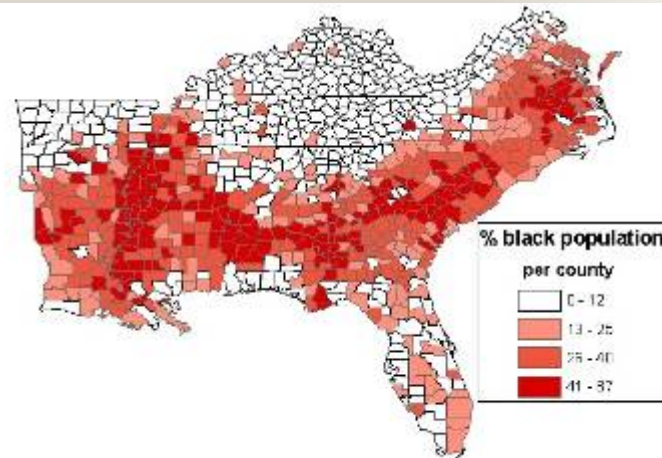 % black population
per county
0 - 12
13 - 25
26 - 40
41 - 87